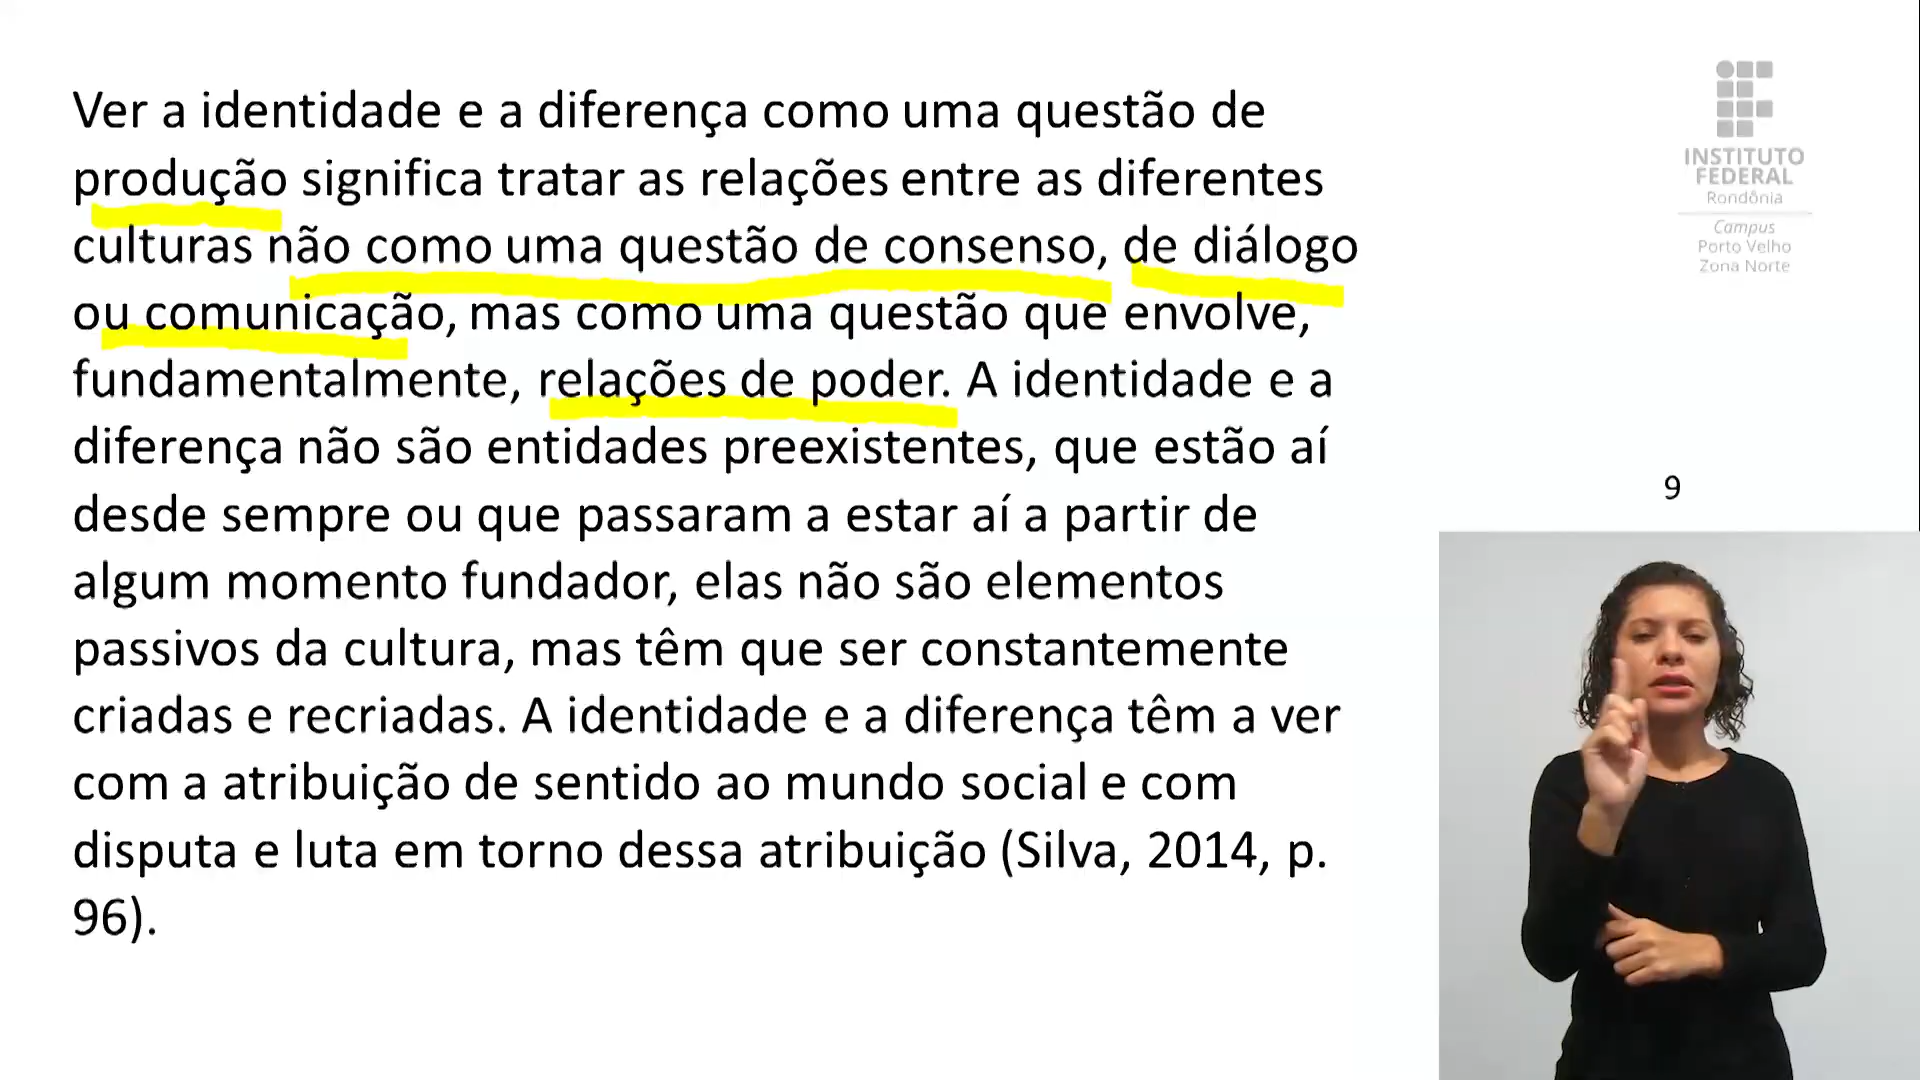 Ver a identidade e a diferença como uma questão de
produção significa tratar as relações entre as diferentes
culturas não como uma questão de consenso, de diálogo
ou comunicação, mas como uma questão que envolve,
fundamentalmente, relações de poder. A identidade e a
diferença não são entidades preexistentes, que estão aí
desde sempre ou que passaram a estar aí a partir de
algum momento fundador, elas não são elementos
passivos da cultura, mas têm que ser constantemente
criadas e recriadas. A identidade e a diferença têm a ver
com a atribuição de sentido ao mundo social e com
disputa e luta em torno dessa atribuição (Silva, 2014, p.
96).
INSTITUTO
FEDERAL
Rondônia
Campus
Porto Velho
Zona Norte
9